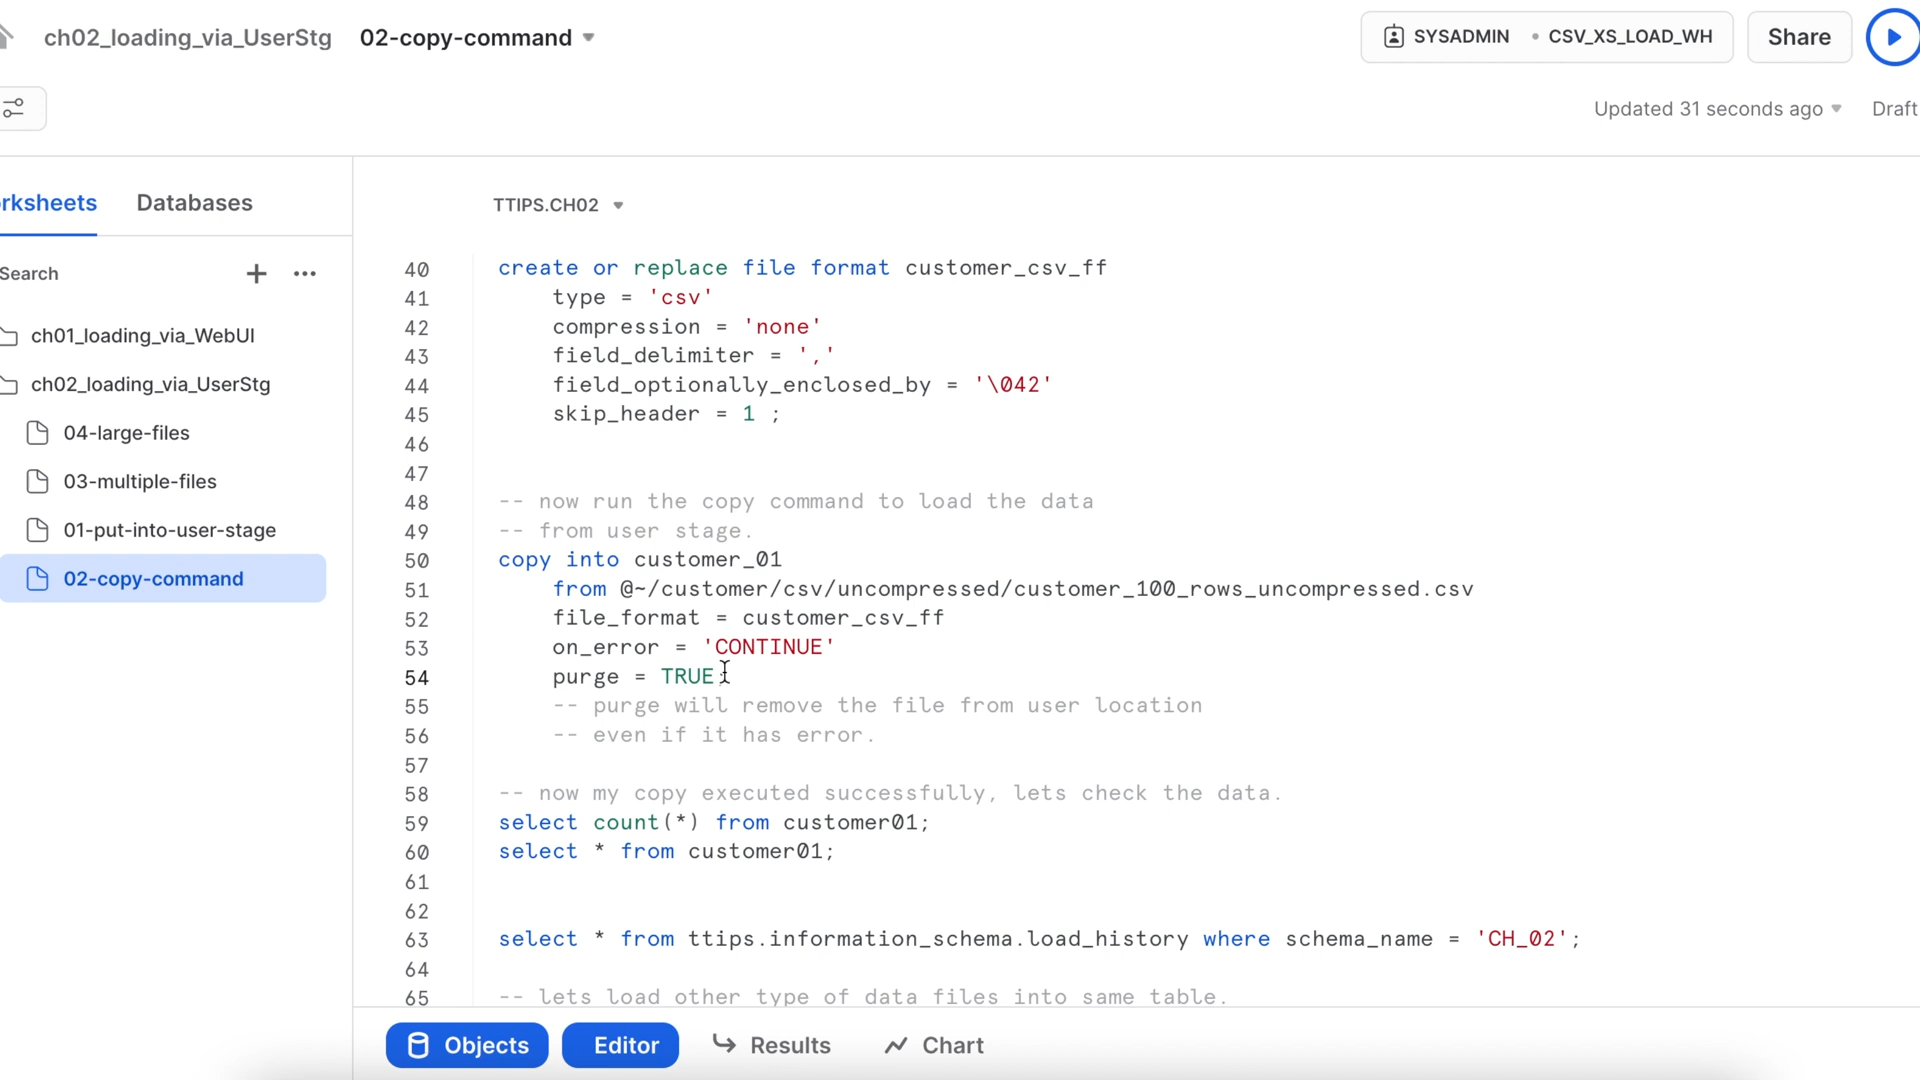 ch02_loading_via_UserStg 02-copy-command
SYSADMIN • CSV_XS_LOAD_WH
Share
Updated 31 seconds ago
Draft
rksheets Databases
Search
ch01_loading_via_WebUI
ch02_loading_via_UserStg
04-large-files
03-multiple-files
01-put-into-user-stage
02-copy-command
TTIPS.CH02
40 create or replace file format customer_csv_ff
41 type = 'csv'
42 compression = 'none'
43 field_delimiter = ','
44 field_optionally_enclosed_by = '\042'
45 skip_header = 1 ;
46
47
48 -- now run the copy command to load the data
49 -- from user stage.
50 copy into customer_01
51 from @~/customer/csv/uncompressed/customer_100_rows_uncompressed.csv
52 file_format = customer_csv_ff
53 on_error = 'CONTINUE'
54 purge = TRUE
55 -- purge will remove the file from user location
56 -- even if it has error.
57
58 -- now my copy executed successfully, lets check the data.
59 select count(*) from customer01;
60 select * from customer01;
61
62
63 select * from ttips.information_schema.load_history where schema_name = 'CH_02';
64
65 -- lets load other type of data files into same table.
Objects Editor Results Chart